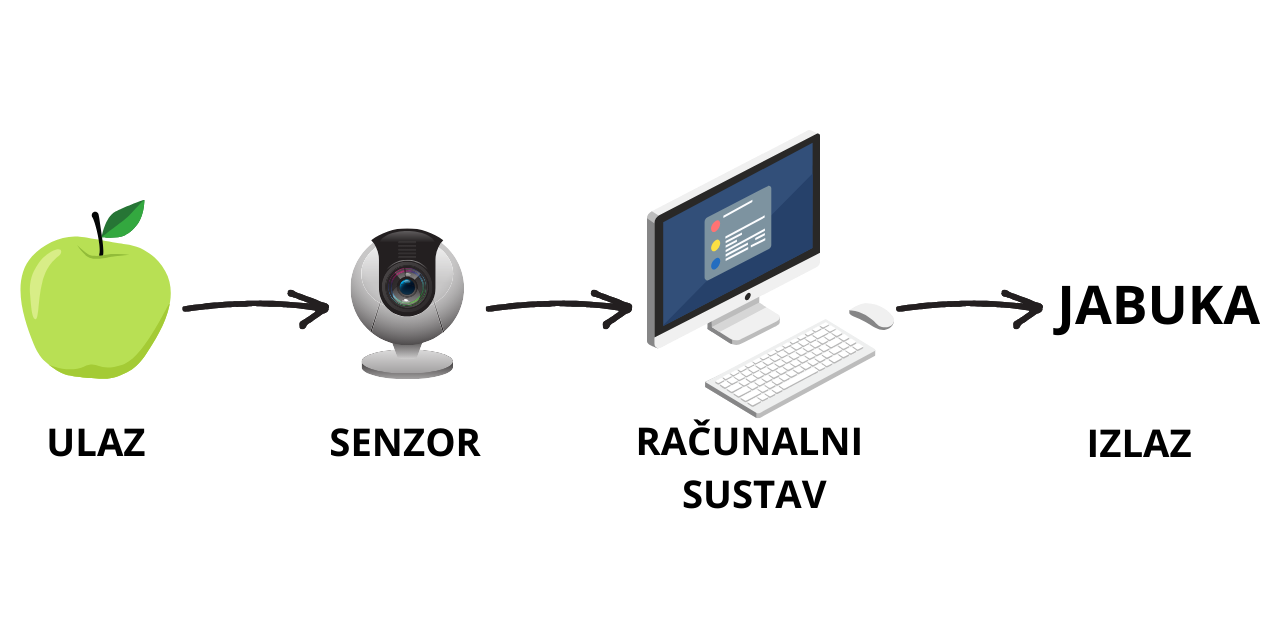 JABUKA
ULAZ
SENZOR
RAČUNALNI
SUSTAV
IZLAZ